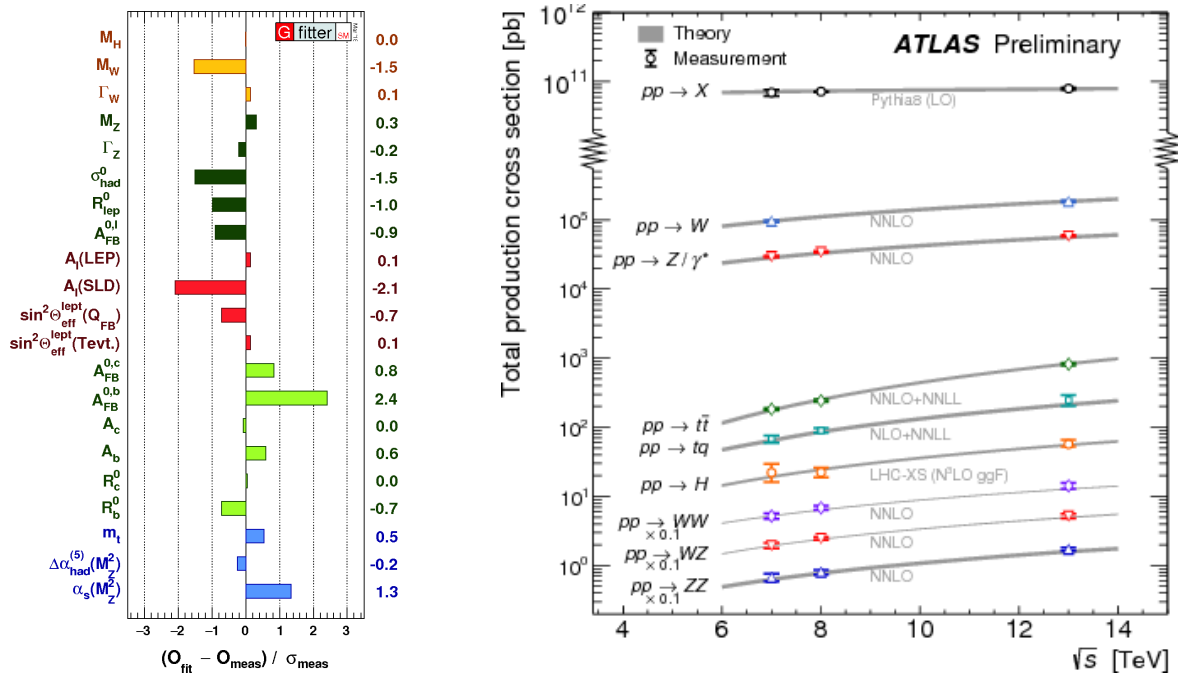 G fitter SM
M_H 0.0
M_W -1.5
Γ_W 0.1
M_Z 0.3
Γ_Z -0.2
σ^0_had -1.5
R^0_lep -1.0
A^0,l_FB -0.9
A_l(LEP) 0.1
A_l(SLD) -2.1
sin²Θ^lept_eff(Q_FB) -0.7
sin²Θ^lept_eff(Tevt.) 0.1
A^0,c_FB 0.8
A^0,b_FB 2.4
A_c 0.0
A_b 0.6
R^0_c 0.0
R^0_b -0.7
m_t 0.5
Δα^(5)_had(M²_Z) -0.2
α_s(M²_Z) 1.3
−3 −2 −1 0 1 2 3
(O_fit − O_meas) / σ_meas
Total production cross section [pb]
10^12
10^11
10^5
10^4
10^3
10^2
10^1
10^0
Theory
Measurement
ATLAS Preliminary
pp → X
Pythia8 (LO)
pp → W
NNLO
pp → Z / γ*
NNLO
pp → tt̄
NNLO+NNLL
pp → tq
NLO+NNLL
pp → H
LHC-XS (N³LO ggF)
pp → WW
× 0.1
NNLO
pp → WZ
× 0.1
NNLO
pp → ZZ
× 0.1
NNLO
4 6 8 10 12 14
√s [TeV]